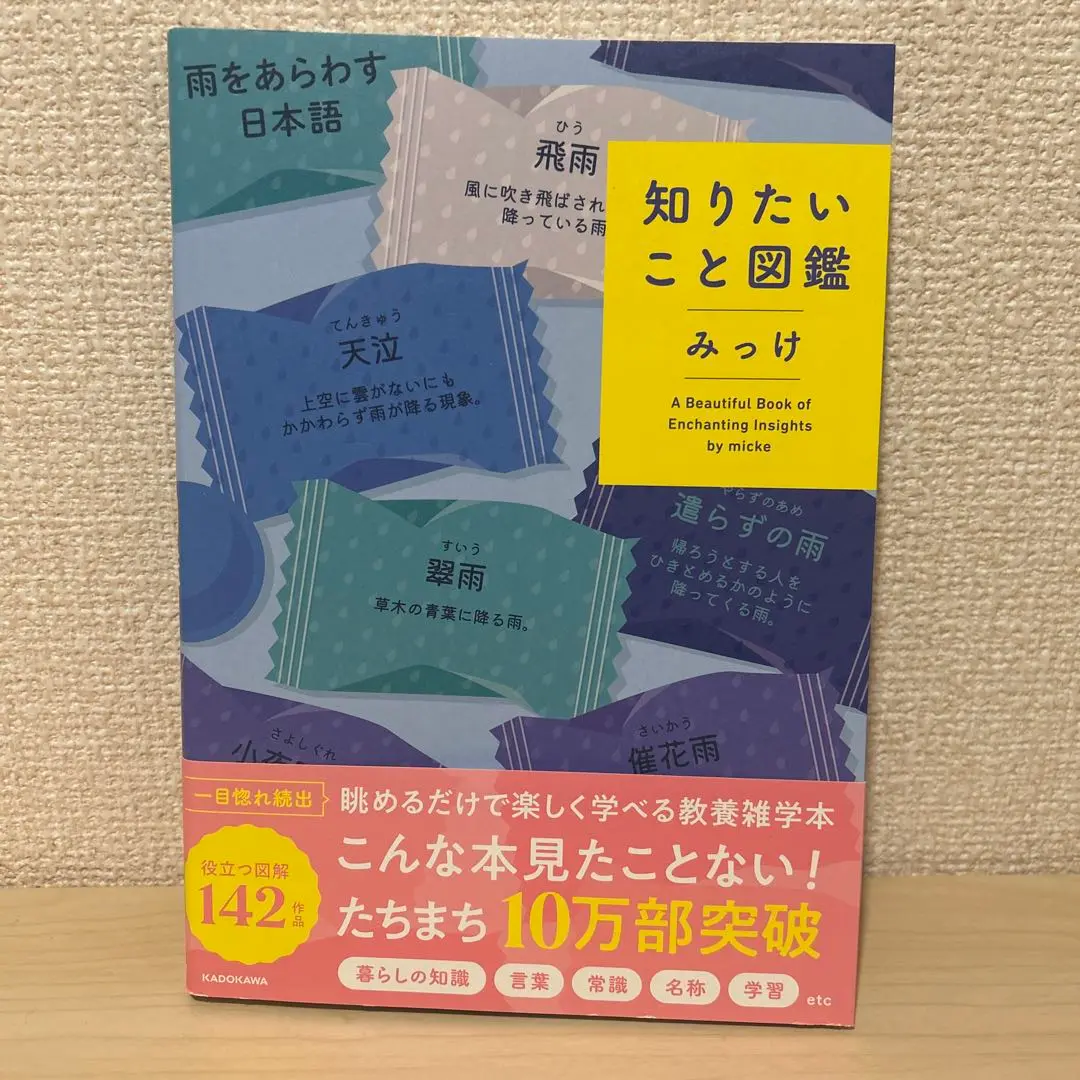 雨をあらわす
日本語
ひう
飛雨
風に吹き飛ばされ
降っている雨
知りたい
こと図鑑
みっけ
A Beautiful Book of
Enchanting Insights
by micke
てんきゅう
天泣
上空に雲がないにも
かかわらず雨が降る現象。
やらずのあめ
遣らずの雨
帰ろうとする人を
ひきとめるかのように
降ってくる雨。
すいう
翠雨
草木の青葉に降る雨。
さよしぐれ
小夜
さいかう
催花雨
一目惚れ続出
眺めるだけで楽しく学べる教養雑学本
こんな本見たことない!
たちまち10万部突破
役立つ図解
142作品
KADOKAWA
暮らしの知識 言葉 常識 名称 学習 etc